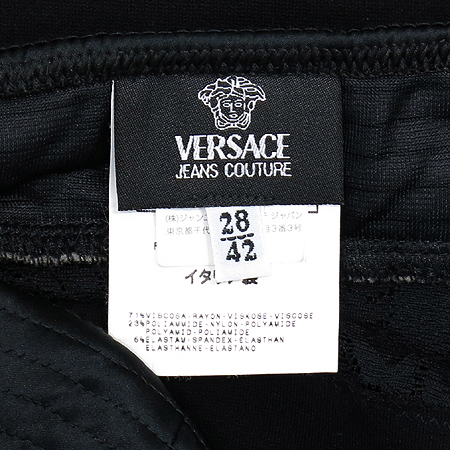 VERSACE
JEANS COUTURE
28
42
(株)ジャン ジャパン
東京都千代 3番3号
イタリア製
71%VISCOSA-RAYON-VISKOSE-VISCOSE
23%POLIAMMIDE-NYLON-POLYAMIDE
POLYAMID-POLIAMIDE
6%ELASTAM-SPANDEX-ELASTHAN
ELASTHANNE-ELASTANO